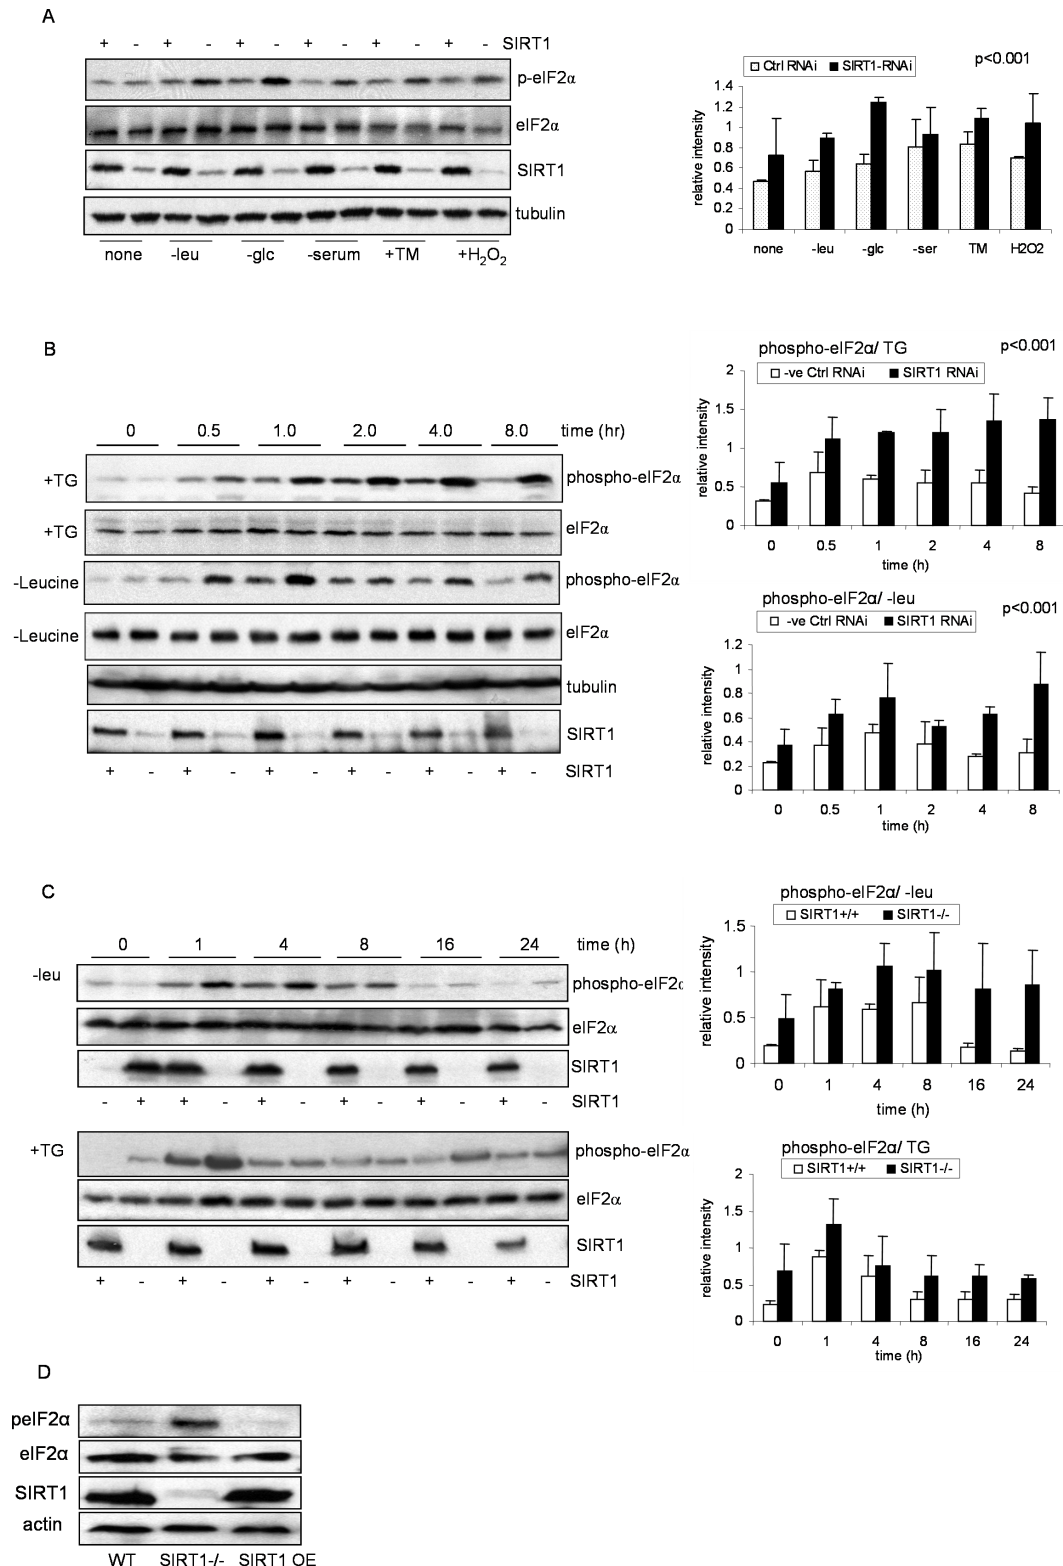 A
+ - + - + - + - + - + - SIRT1
p-eIF2α
eIF2α
SIRT1
tubulin
none -leu -glc -serum +TM +H₂O₂
Ctrl RNAi SIRT1-RNAi
p<0.001
relative intensity
1.4
1.2
1
0.8
0.6
0.4
0.2
0
none -leu -glc -ser TM H2O2
B
0 0.5 1.0 2.0 4.0 8.0 time (hr)
+TG phospho-eIF2α
+TG eIF2α
-Leucine phospho-eIF2α
-Leucine eIF2α
tubulin
SIRT1
+ - + - + - + - + - + - SIRT1
phospho-eIF2α/ TG
p<0.001
-ve Ctrl RNAi SIRT1 RNAi
relative intensity
2
1.5
1
0.5
0
0 0.5 1 2 4 8
time (h)
phospho-eIF2α/ -leu
p<0.001
-ve Ctrl RNAi SIRT1 RNAi
relative intensity
1.2
1
0.8
0.6
0.4
0.2
0
0 0.5 1 2 4 8
time (h)
C
0 1 4 8 16 24 time (h)
-leu phospho-eIF2α
eIF2α
SIRT1
- + + - + - + - + - + - SIRT1
+TG phospho-eIF2α
eIF2α
SIRT1
+ - + - + - + - + - + - SIRT1
phospho-eIF2α/ -leu
SIRT1+/+ SIRT1-/-
relative intensity
1.5
1
0.5
0
0 1 4 8 16 24
time (h)
phospho-eIF2α/ TG
SIRT1+/+ SIRT1-/-
relative intensity
2
1.5
1
0.5
0
0 1 4 8 16 24
time (h)
D
peIF2α
eIF2α
SIRT1
actin
WT SIRT1-/- SIRT1 OE